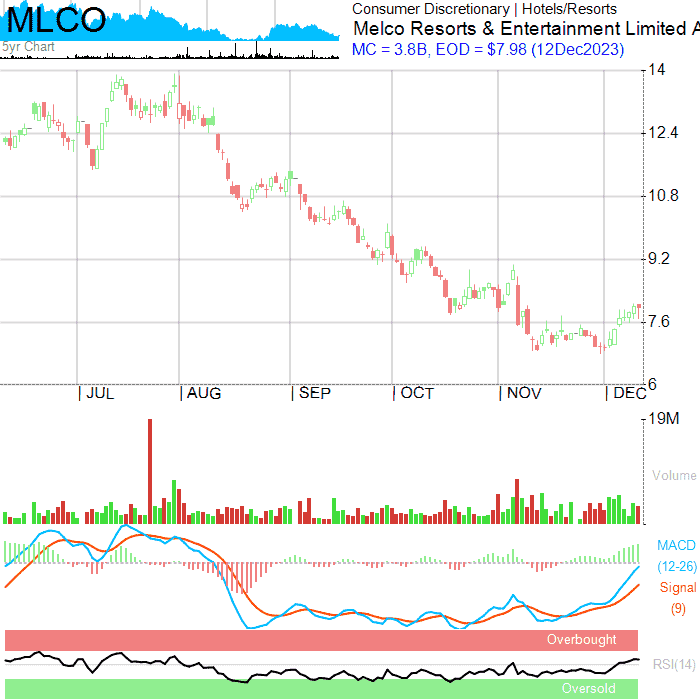 MLCO
5yr Chart
Consumer Discretionary | Hotels/Resorts
Melco Resorts & Entertainment Limited A
MC = 3.8B, EOD = $7.98 (12Dec2023)
14
12.4
10.8
9.2
7.6
6
|JUL |AUG |SEP |OCT |NOV |DEC
19M
Volume
MACD
(12-26)
Signal
(9)
Overbought
RSI(14)
Oversold